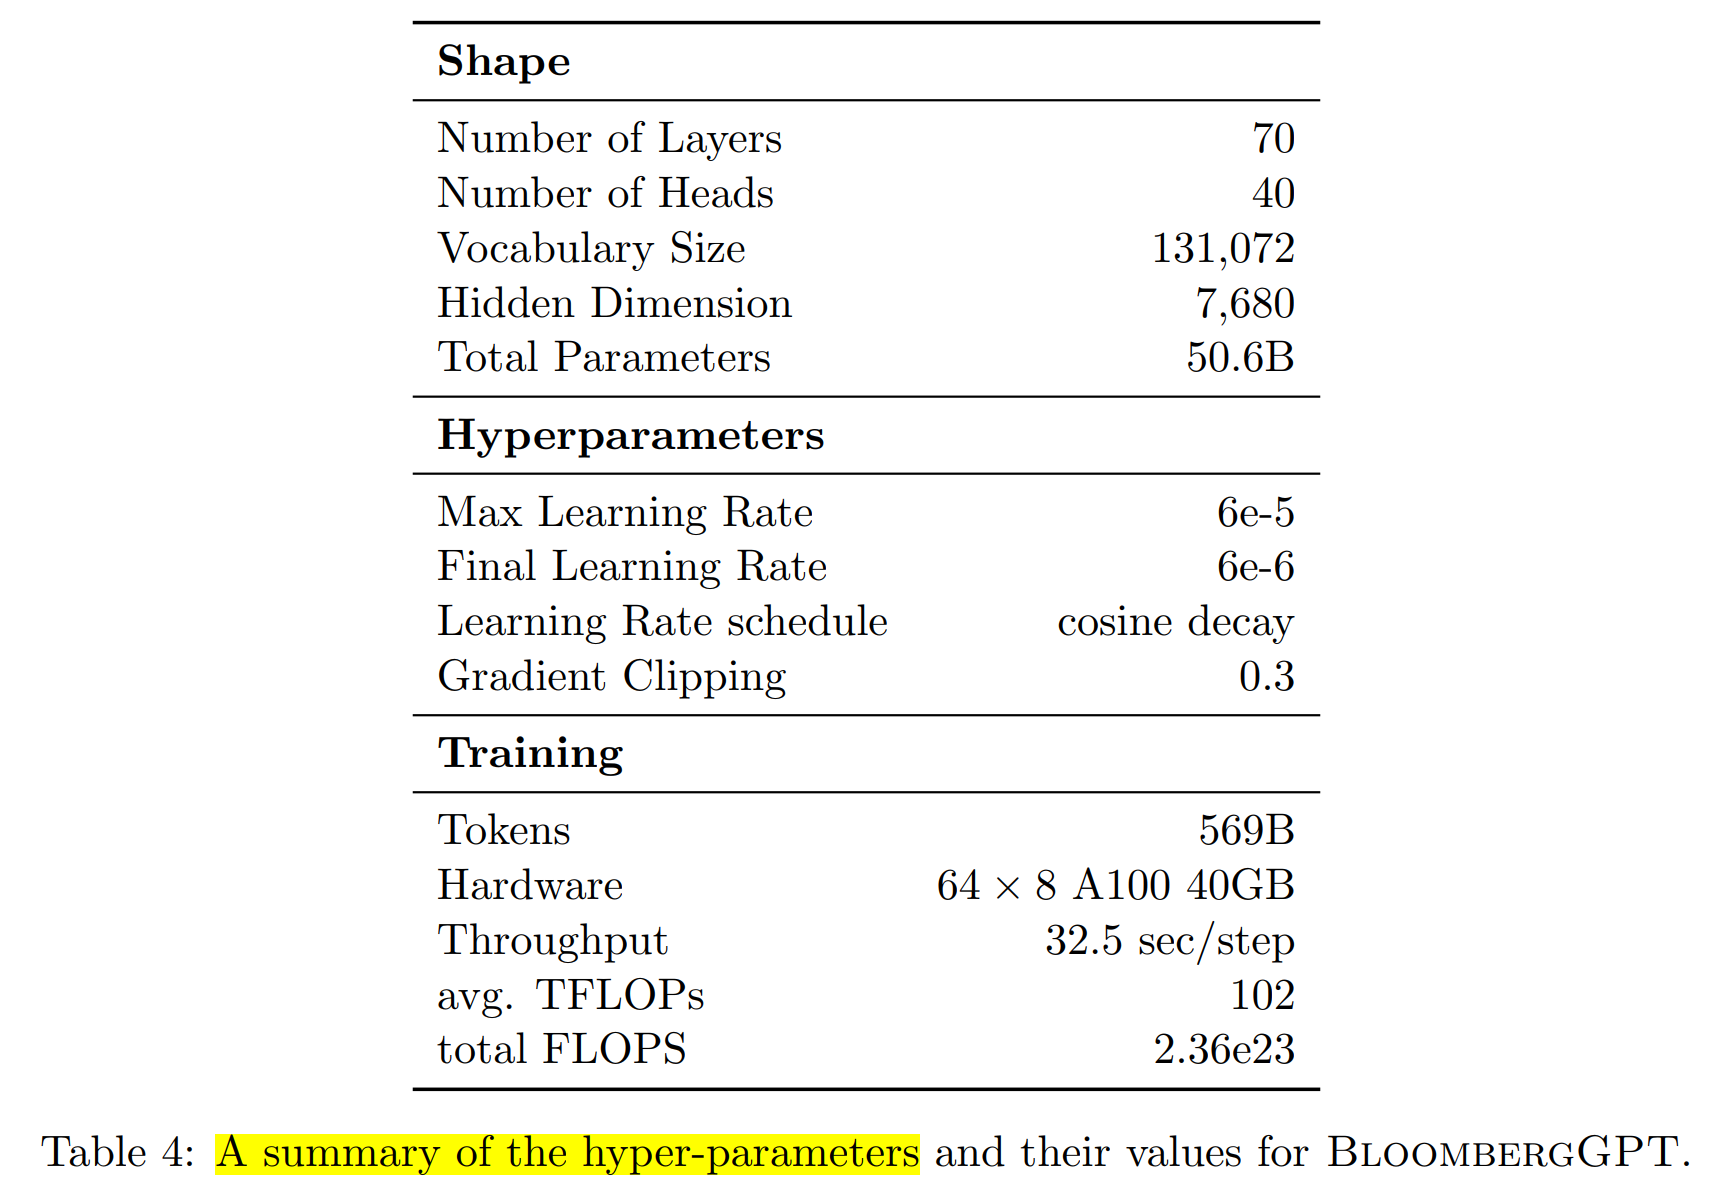 Shape
Number of Layers 70
Number of Heads 40
Vocabulary Size 131,072
Hidden Dimension 7,680
Total Parameters 50.6B
Hyperparameters
Max Learning Rate 6e-5
Final Learning Rate 6e-6
Learning Rate schedule cosine decay
Gradient Clipping 0.3
Training
Tokens 569B
Hardware 64 × 8 A100 40GB
Throughput 32.5 sec/step
avg. TFLOPs 102
total FLOPS 2.36e23
Table 4: A summary of the hyper-parameters and their values for BLOOMBERGGPT.